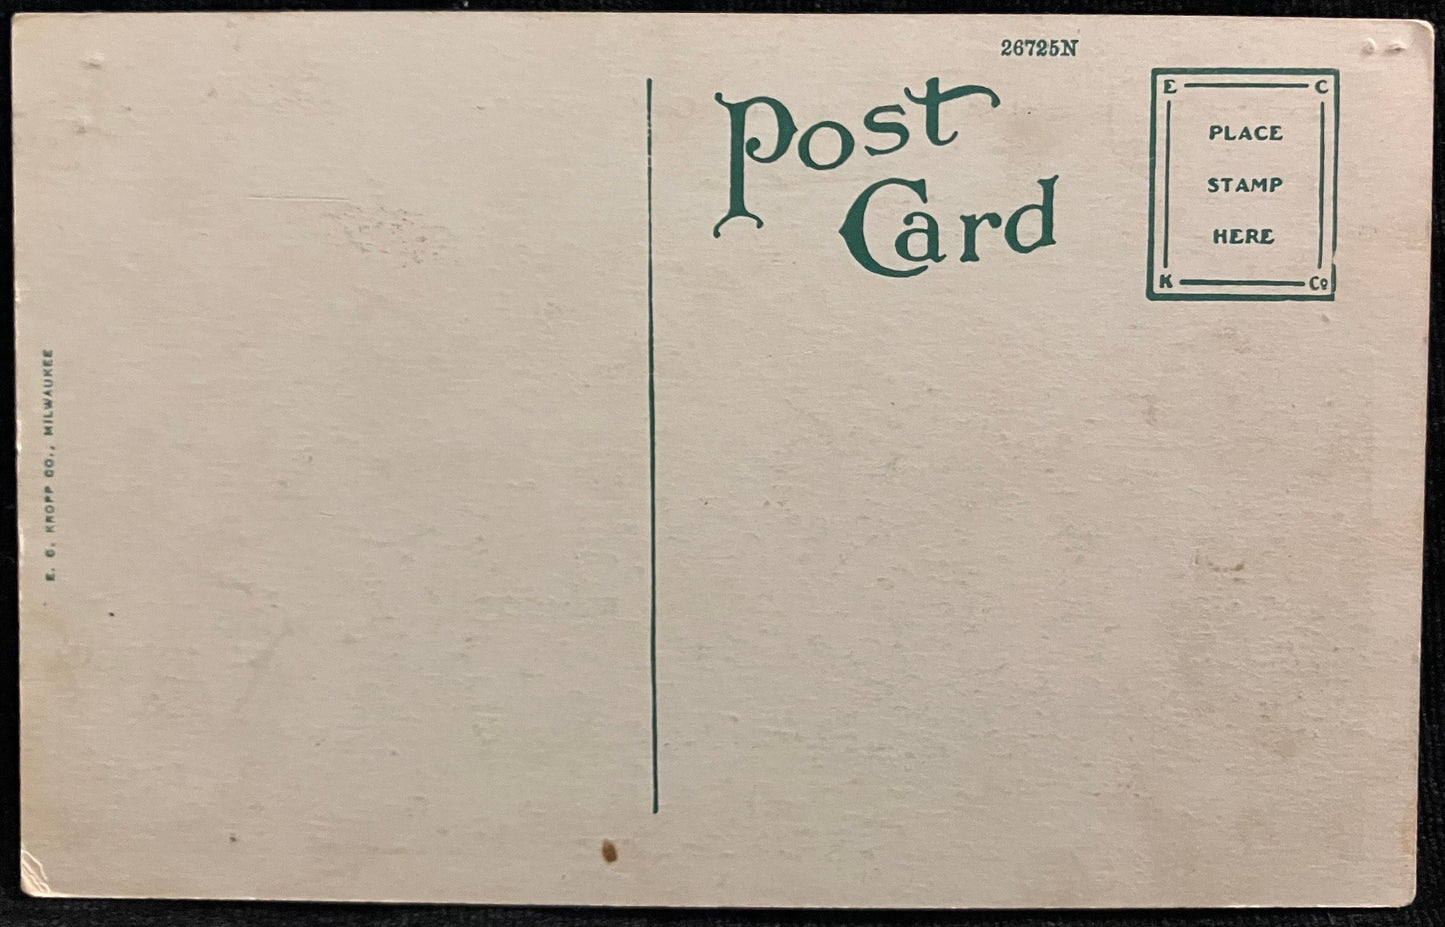 26725N
Post
Card
E C
PLACE
STAMP
HERE
K Co
E. C. KROPP CO., MILWAUKEE